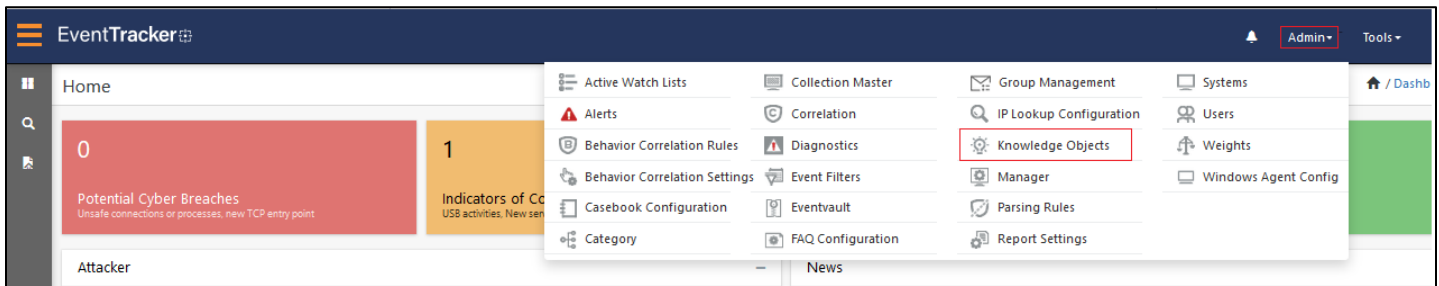 EventTracker
Admin
Tools
Home
/ Dashb
Active Watch Lists
Collection Master
Group Management
Systems
Alerts
Correlation
IP Lookup Configuration
Users
Behavior Correlation Rules
Diagnostics
Knowledge Objects
Weights
Behavior Correlation Settings
Event Filters
Manager
Windows Agent Config
Casebook Configuration
Eventvault
Parsing Rules
Category
FAQ Configuration
Report Settings
0
Potential Cyber Breaches
Unsafe connections or processes, new TCP entry point
1
Indicators of Co
USB activities, New serv
Attacker
News